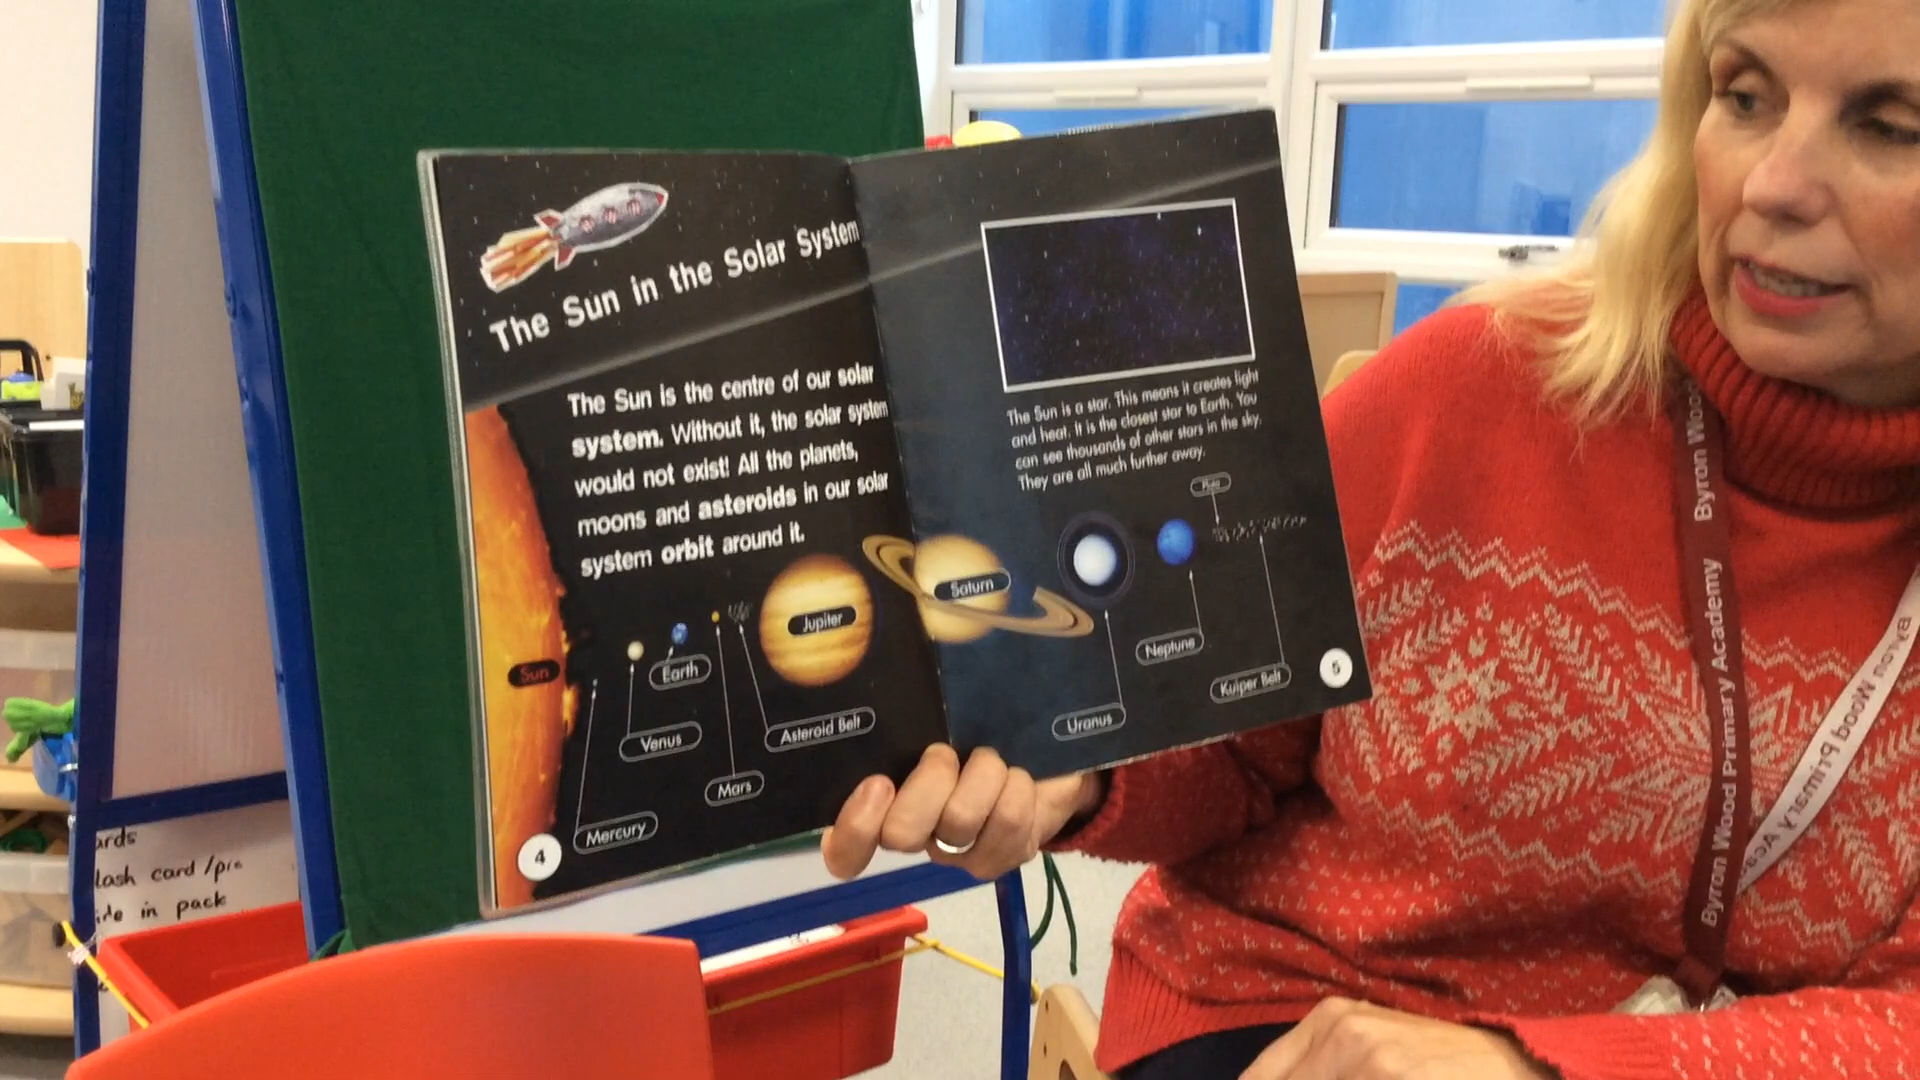 The Sun in the Solar System
The Sun is the centre of our solar
system. Without it, the solar system
would not exist! All the planets,
moons and asteroids in our solar
system orbit around it.
Sun
Earth
Venus
Mercury
Mars
Asteroid Belt
Jupiter
4
The Sun is a star. This means it creates light
and heat. It is the closest star to Earth. You
can see thousands of other stars in the sky.
They are all much further away.
Pluto
Saturn
Uranus
Neptune
Kuiper Belt
5
ards
lash card /pic
ide in pack
Byron Wood Primary Academy
Byron Wood
Byron Wood Primary Aca